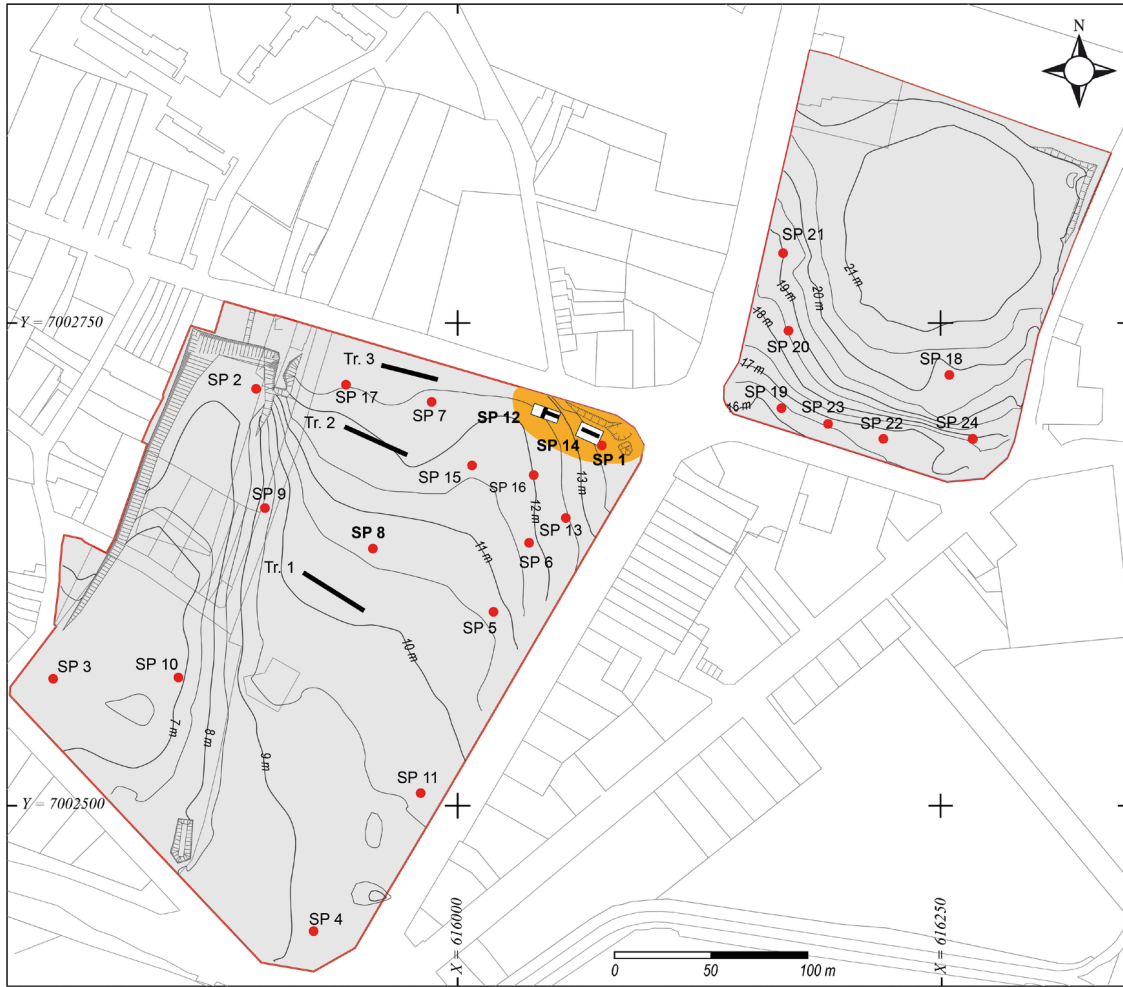 N
SP 21
21 m
20 m
19 m
18 m
Y = 7002750
SP 20
SP 18
Tr. 3
17 m
SP 2
SP 17
SP 7
SP 19
SP 23
16 m
SP 12
SP 22
SP 24
Tr. 2
SP 14
SP 1
SP 15
SP 16
13 m
SP 9
12 m
SP 13
SP 8
SP 6
11 m
Tr. 1
SP 5
10 m
SP 3
SP 10
7 m
8 m
9 m
SP 11
Y = 7002500
SP 4
X = 616000
X = 616250
0
50
100 m